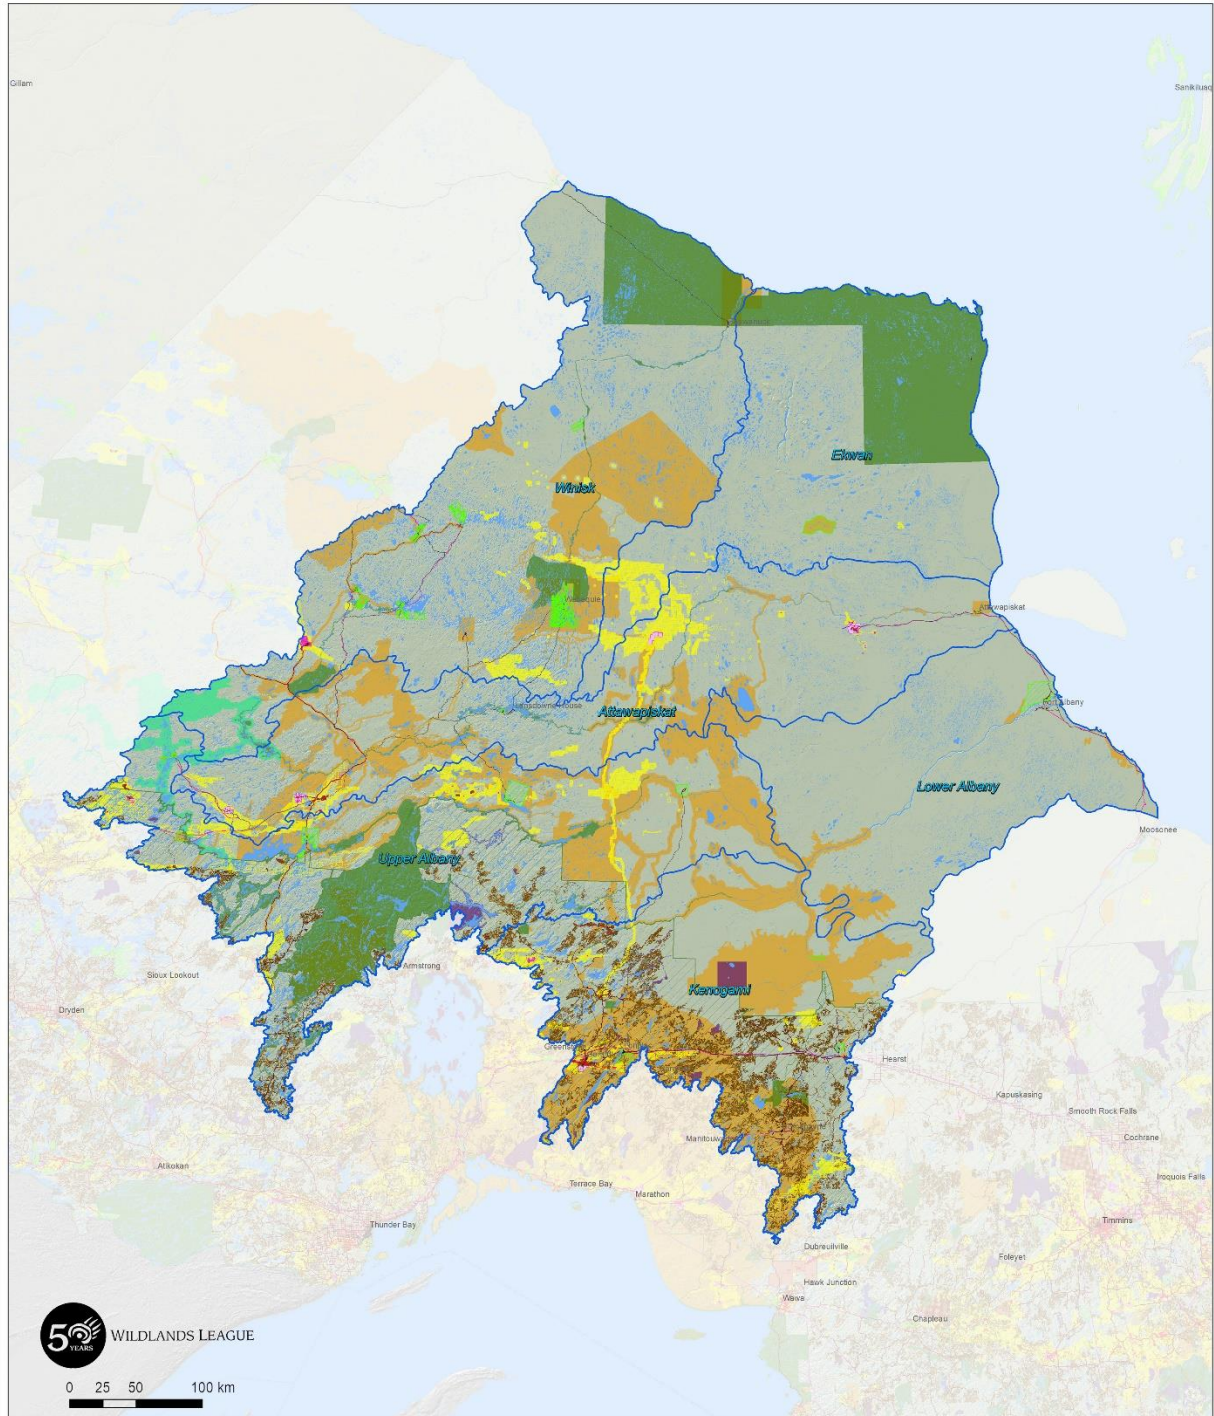 Gillam
Sanikiluaq
Ekwan
Winisk
Attawapiskat
Lansdowne House
Attawapiskat
Fort Albany
Lower Albany
Moosonee
Upper Albany
Armstrong
Sioux Lookout
Dryden
Kenogami
Hearst
Kapuskasing
Smooth Rock Falls
Cochrane
Iroquois Falls
Atikokan
Terrace Bay
Marathon
Thunder Bay
Timmins
Dubreuilville
Foleyet
Hawk Junction
Wawa
Chapleau
50 YEARS
WILDLANDS LEAGUE
0 25 50 100 km